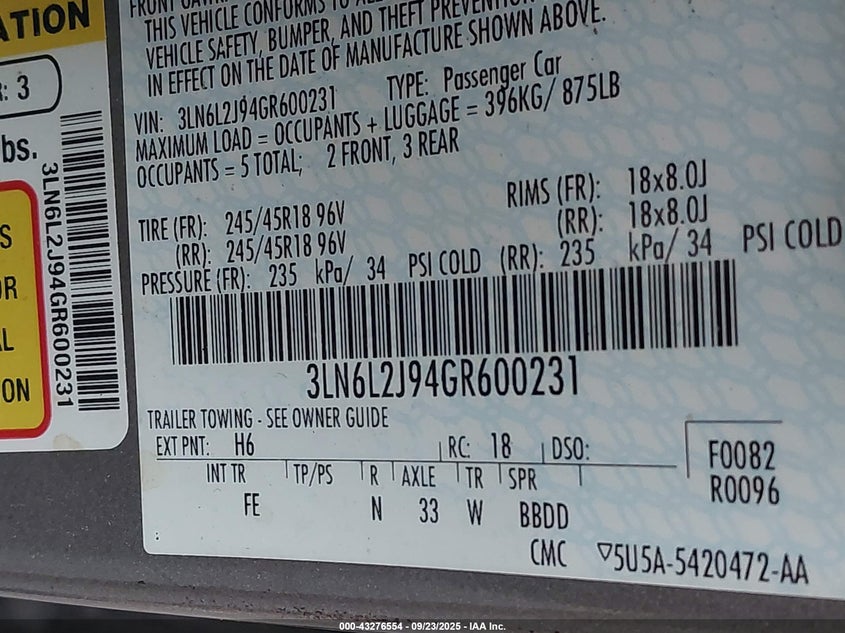 ATION
: 3
bs.
S
OR
AL
ION
3LN6L2J94GR600231
THIS VEHICLE CONFORMS TO
VEHICLE SAFETY, BUMPER, AND THEFT PREVENTION
IN EFFECT ON THE DATE OF MANUFACTURE SHOWN ABOVE.
VIN: 3LN6L2J94GR600231 TYPE: Passenger Car
MAXIMUM LOAD = OCCUPANTS + LUGGAGE = 396KG/ 875LB
OCCUPANTS = 5 TOTAL; 2 FRONT, 3 REAR
TIRE (FR): 245/45R18 96V RIMS (FR): 18x8.0J
(RR): 245/45R18 96V (RR): 18x8.0J
PRESSURE (FR): 235 kPa/ 34 PSI COLD (RR): 235 kPa/ 34 PSI COLD
3LN6L2J94GR600231
TRAILER TOWING - SEE OWNER GUIDE
EXT PNT: H6 RC: 18 DSO:
INT TR TP/PS R AXLE TR SPR
FE N 33 W BBDD
F0082
R0096
CMC ▽5U5A-5420472-AA
000-43276554 - 09/23/2025 - IAA Inc.